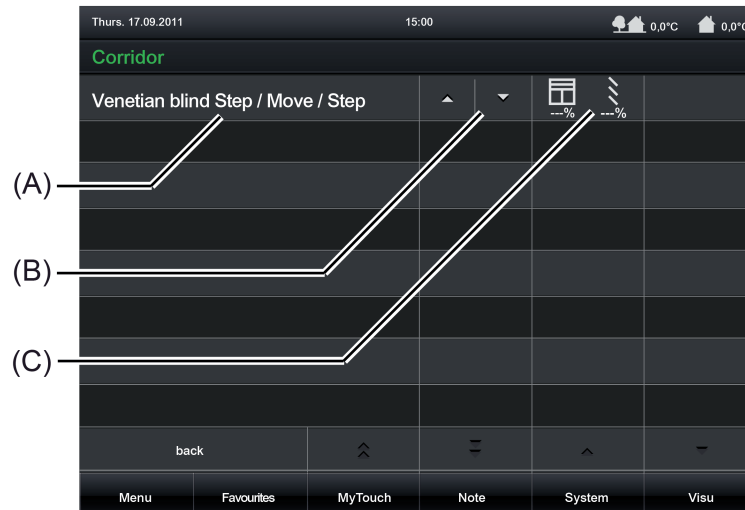 Thurs. 17.09.2011 15:00 0,0°C 0,0°C
Corridor
Venetian blind Step / Move / Step
---% ---%
(A)
(B)
(C)
back
Menu Favourites MyTouch Note System Visu